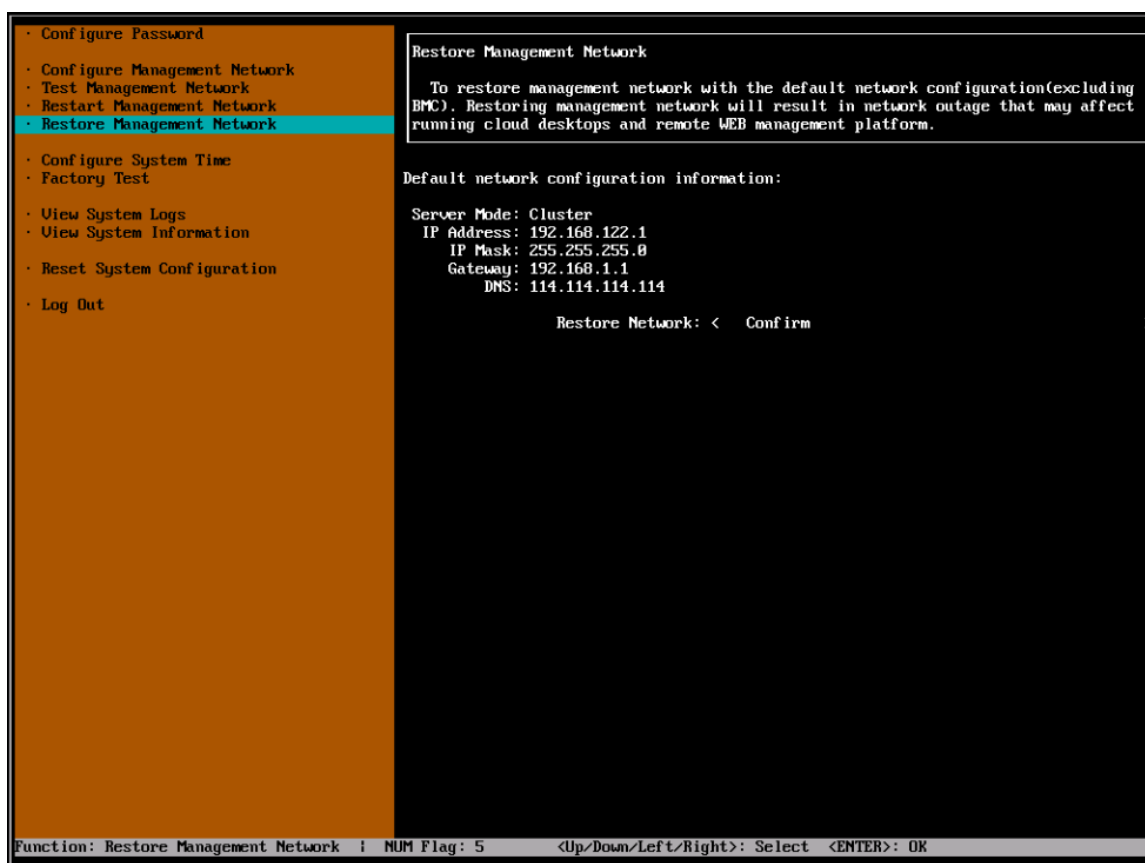 · Configure Password
· Configure Management Network
· Test Management Network
· Restart Management Network
· Restore Management Network
· Configure System Time
· Factory Test
· View System Logs
· View System Information
· Reset System Configuration
· Log Out
Restore Management Network
To restore management network with the default network configuration(excluding
BMC). Restoring management network will result in network outage that may affect
running cloud desktops and remote WEB management platform.
Default network configuration information:
Server Mode: Cluster
IP Address: 192.168.122.1
IP Mask: 255.255.255.0
Gateway: 192.168.1.1
DNS: 114.114.114.114
Restore Network: < Confirm
Function: Restore Management Network | NUM Flag: 5 <Up/Down/Left/Right>: Select <ENTER>: OK